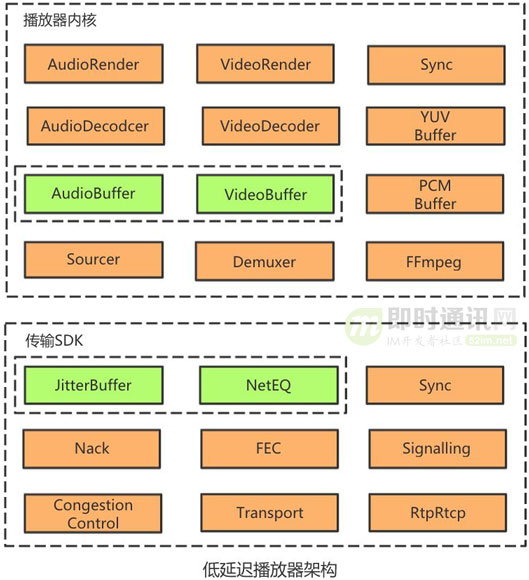 播放器内核
AudioRender
VideoRender
Sync
AudioDecodcer
VideoDecoder
YUV
Buffer
AudioBuffer
VideoBuffer
PCM
Buffer
Sourcer
Demuxer
FFmpeg
即时通讯网
IM开发者社区 52im.net
传输SDK
JitterBuffer
NetEQ
Sync
Nack
FEC
Signalling
Congestion
Control
Transport
RtpRtcp
低延迟播放器架构